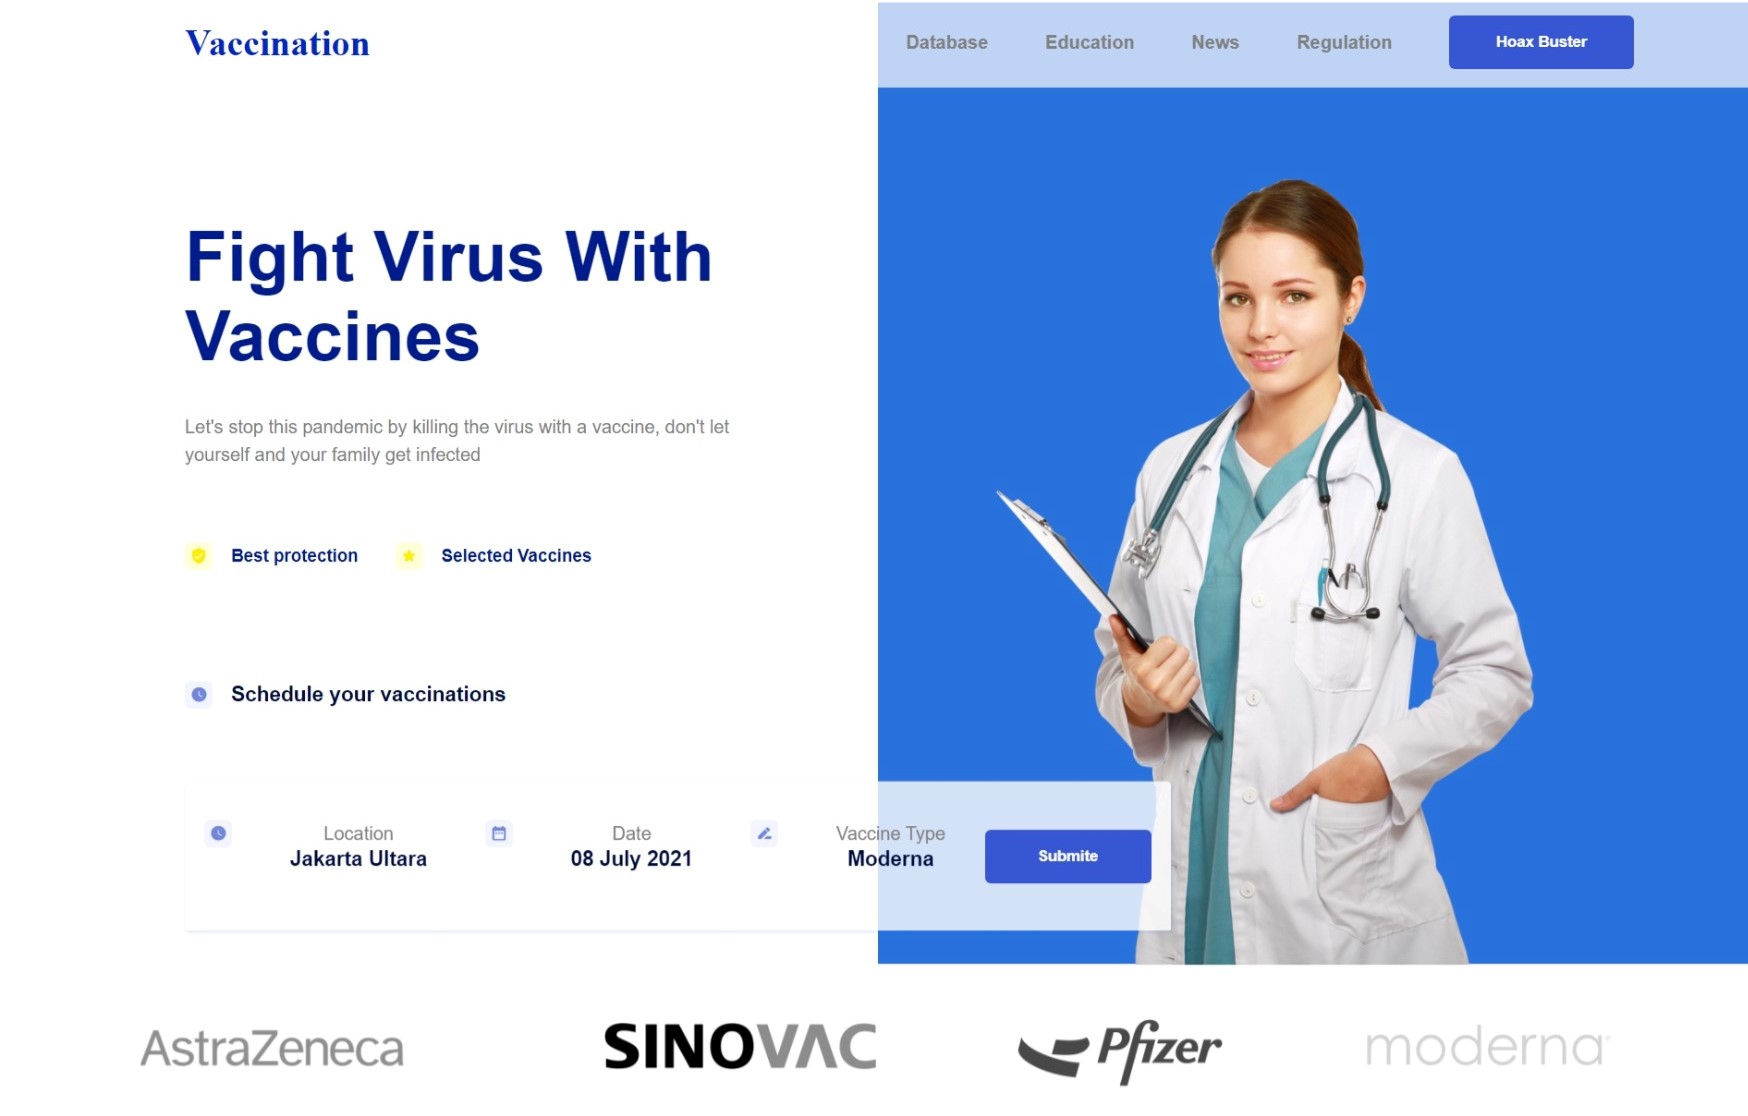 Vaccination
Database Education News Regulation Hoax Buster
Fight Virus With
Vaccines
Let's stop this pandemic by killing the virus with a vaccine, don't let
yourself and your family get infected
Best protection Selected Vaccines
Schedule your vaccinations
Location Date Vaccine Type
Jakarta Ultara 08 July 2021 Moderna Submite
AstraZeneca SINOVAC Pfizer moderna